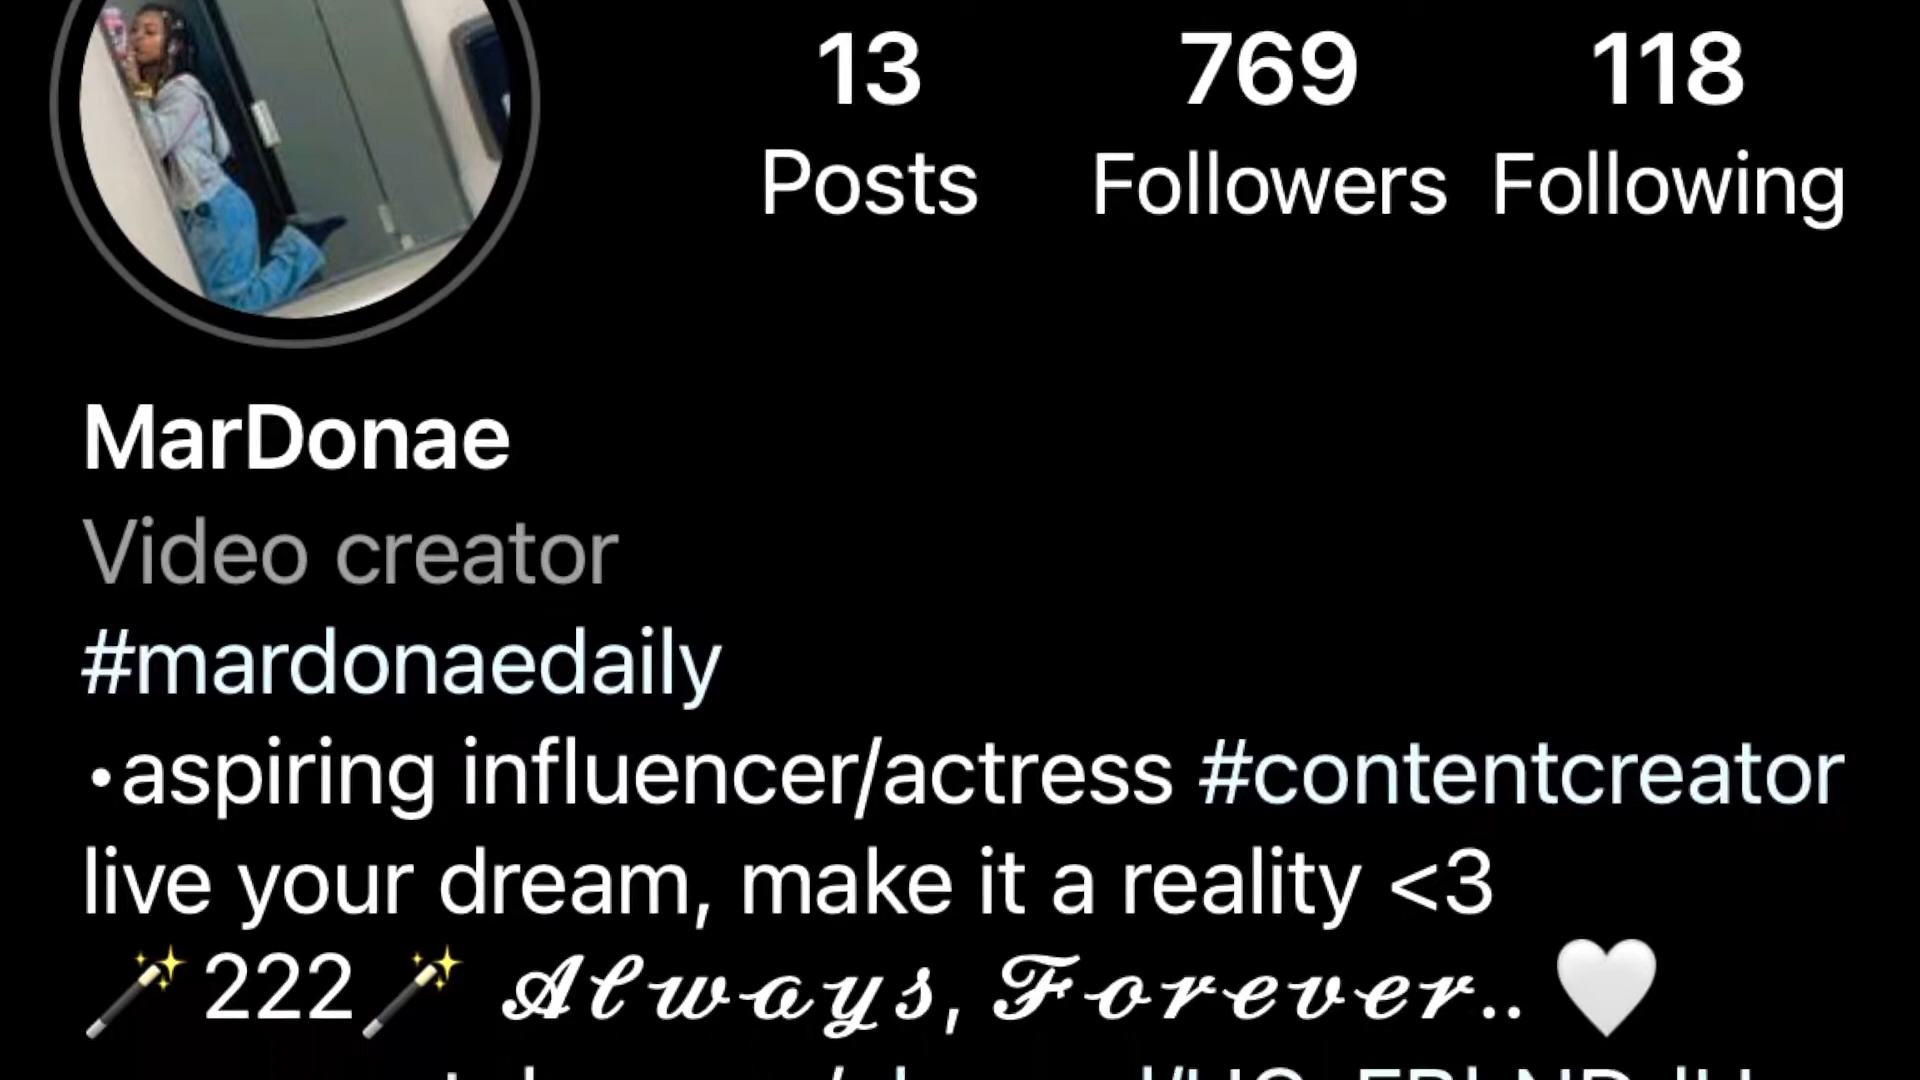 13 769 118
Posts Followers Following
MarDonae
Video creator
#mardonaedaily
•aspiring influencer/actress #contentcreator
live your dream, make it a reality <3
🪄222🪄 𝓐𝓵𝔀𝓪𝔂𝓼, 𝓕𝓸𝓻𝓮𝓿𝓮𝓻.. 🤍